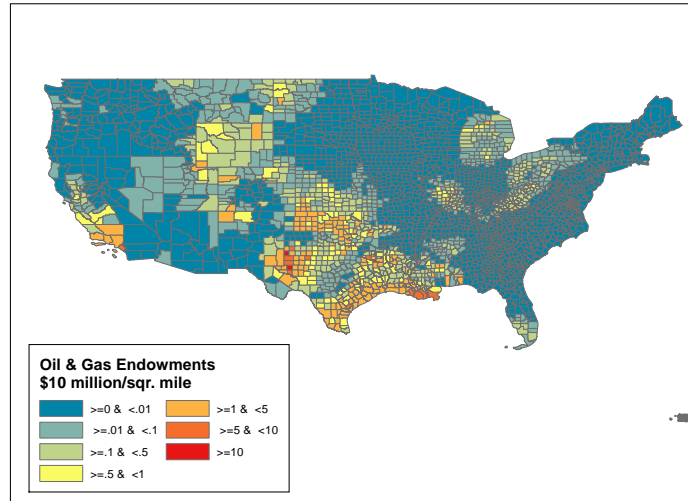 Oil & Gas Endowments
$10 million/sqr. mile
>=0 & <.01
>=.01 & <.1
>=.1 & <.5
>=.5 & <1
>=1 & <5
>=5 & <10
>=10